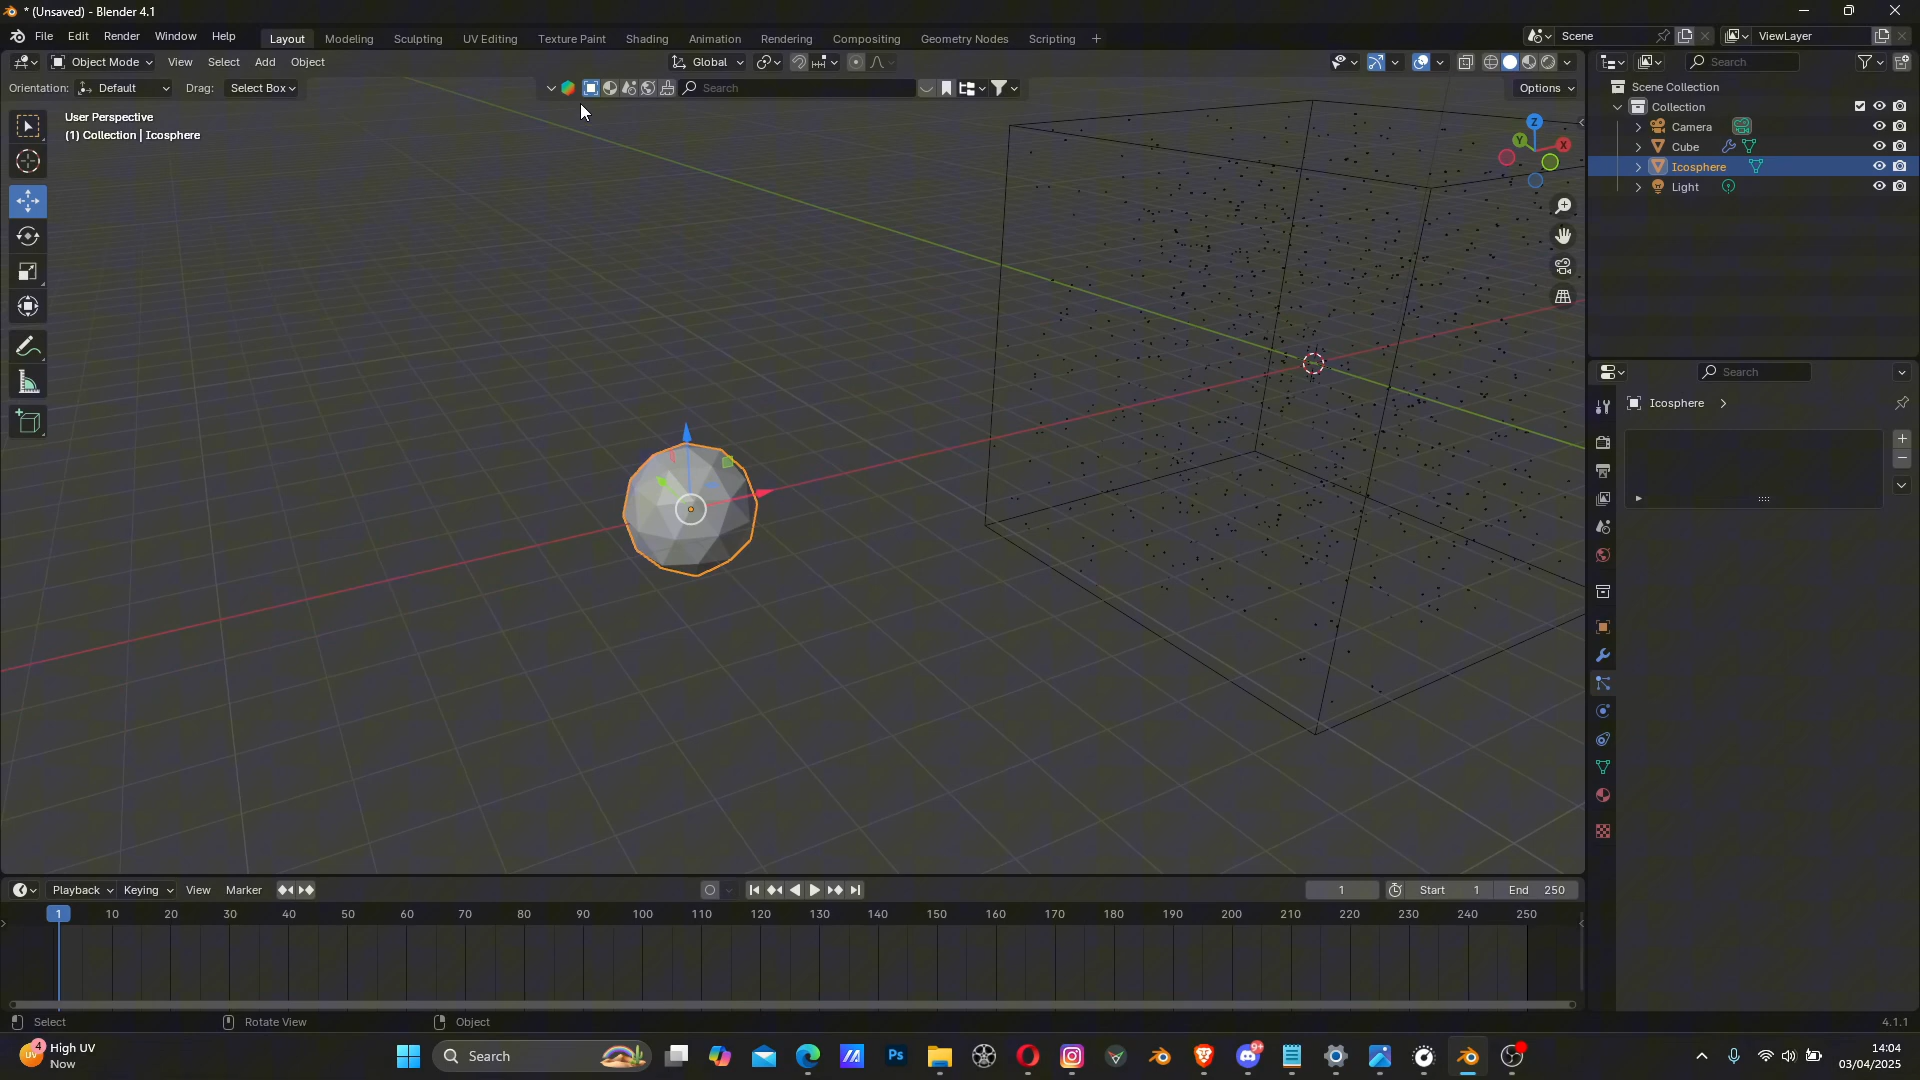 * (Unsaved) - Blender 4.1
File Edit Render Window Help
Layout Modeling Sculpting UV Editing Texture Paint Shading Animation Rendering Compositing Geometry Nodes Scripting +
Scene
ViewLayer
Object Mode View Select Add Object
Global
Search
Orientation: Default Drag: Select Box
Search
Options
User Perspective
(1) Collection | Icosphere
Z
Y
X
Scene Collection
Collection
Camera
Cube
Icosphere
Light
Search
Icosphere
Playback Keying View Marker
1 Start 1 End 250
1 10 20 30 40 50 60 70 80 90 100 110 120 130 140 150 160 170 180 190 200 210 220 230 240 250
Select Rotate View Object
4.1.1
4 High UV
Now
UV
Search
Ps
9+
14:04
03/04/2025